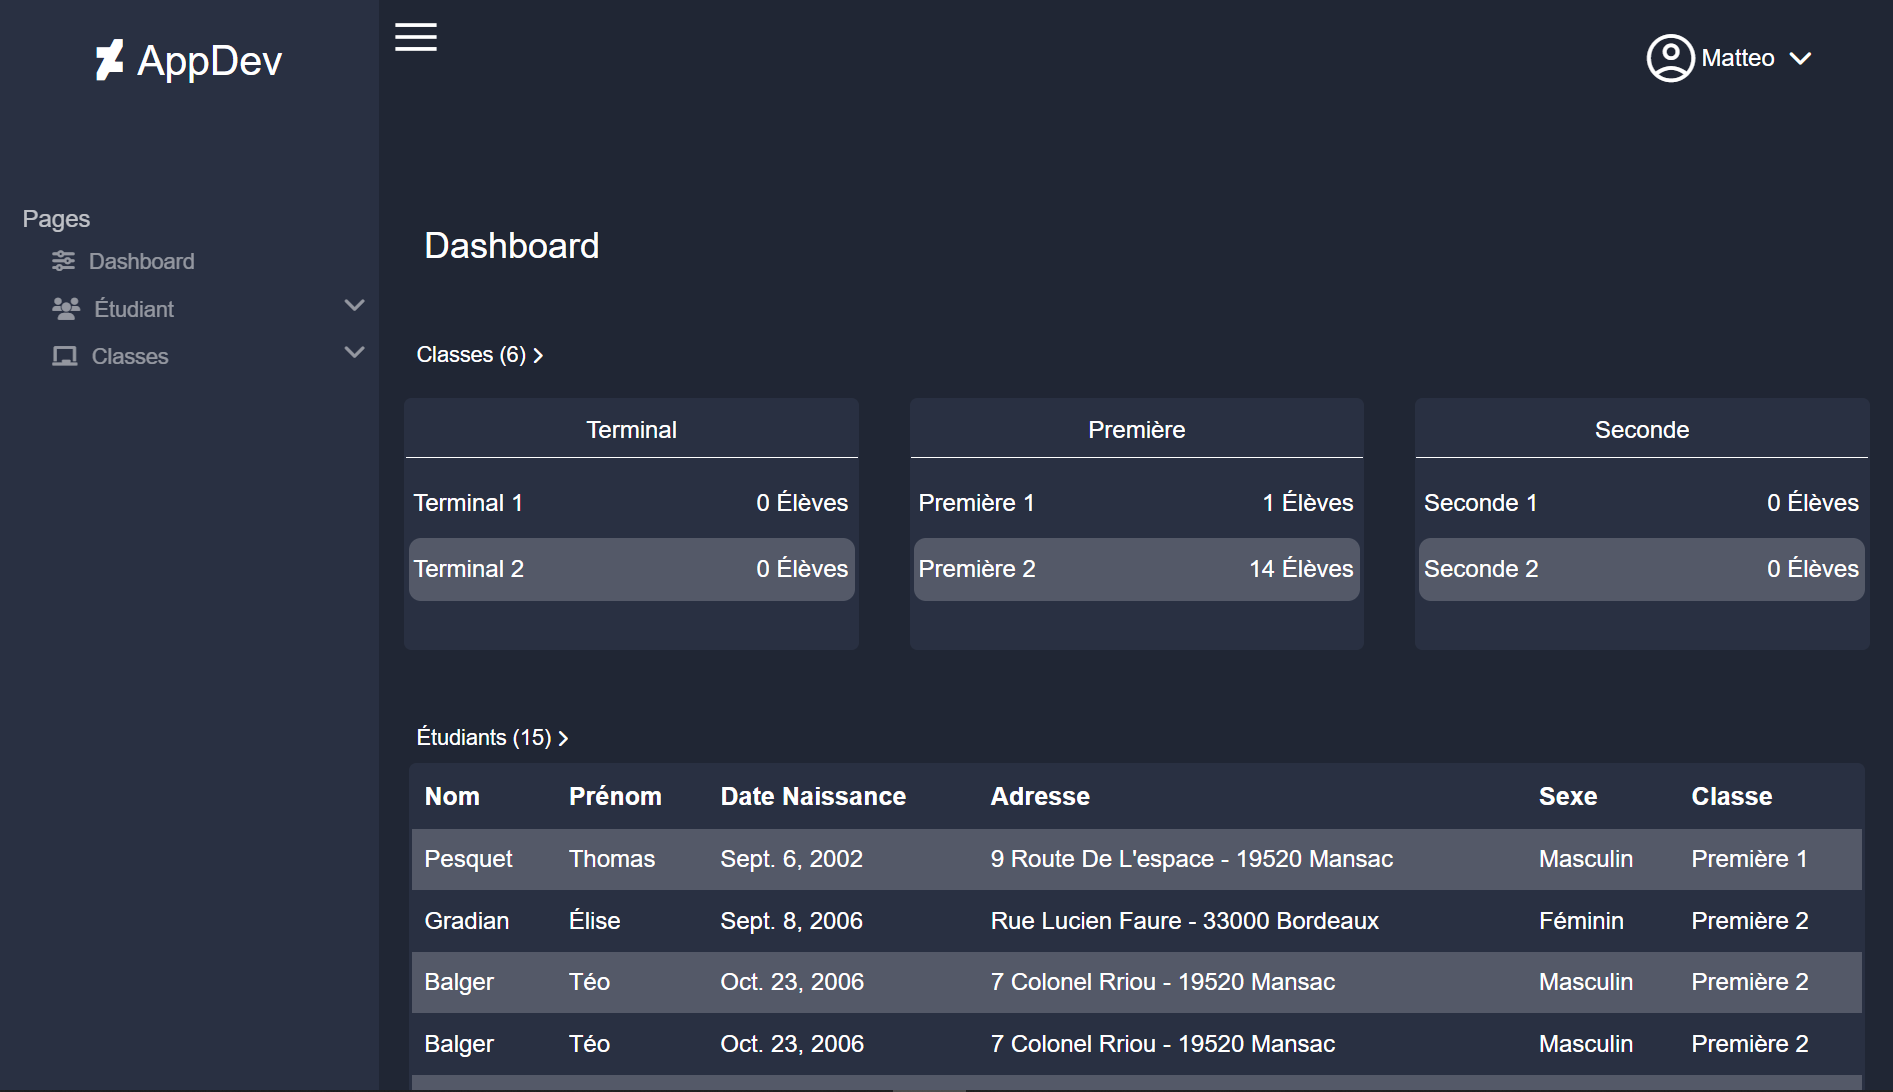 AppDev
Matteo
Pages
Dashboard
Étudiant
Classes
Dashboard
Classes (6)
Terminal
Terminal 1 0 Élèves
Terminal 2 0 Élèves
Première
Première 1 1 Élèves
Première 2 14 Élèves
Seconde
Seconde 1 0 Élèves
Seconde 2 0 Élèves
Étudiants (15)
Nom Prénom Date Naissance Adresse Sexe Classe
Pesquet Thomas Sept. 6, 2002 9 Route De L'espace - 19520 Mansac Masculin Première 1
Gradian Élise Sept. 8, 2006 Rue Lucien Faure - 33000 Bordeaux Féminin Première 2
Balger Téo Oct. 23, 2006 7 Colonel Rriou - 19520 Mansac Masculin Première 2
Balger Téo Oct. 23, 2006 7 Colonel Rriou - 19520 Mansac Masculin Première 2